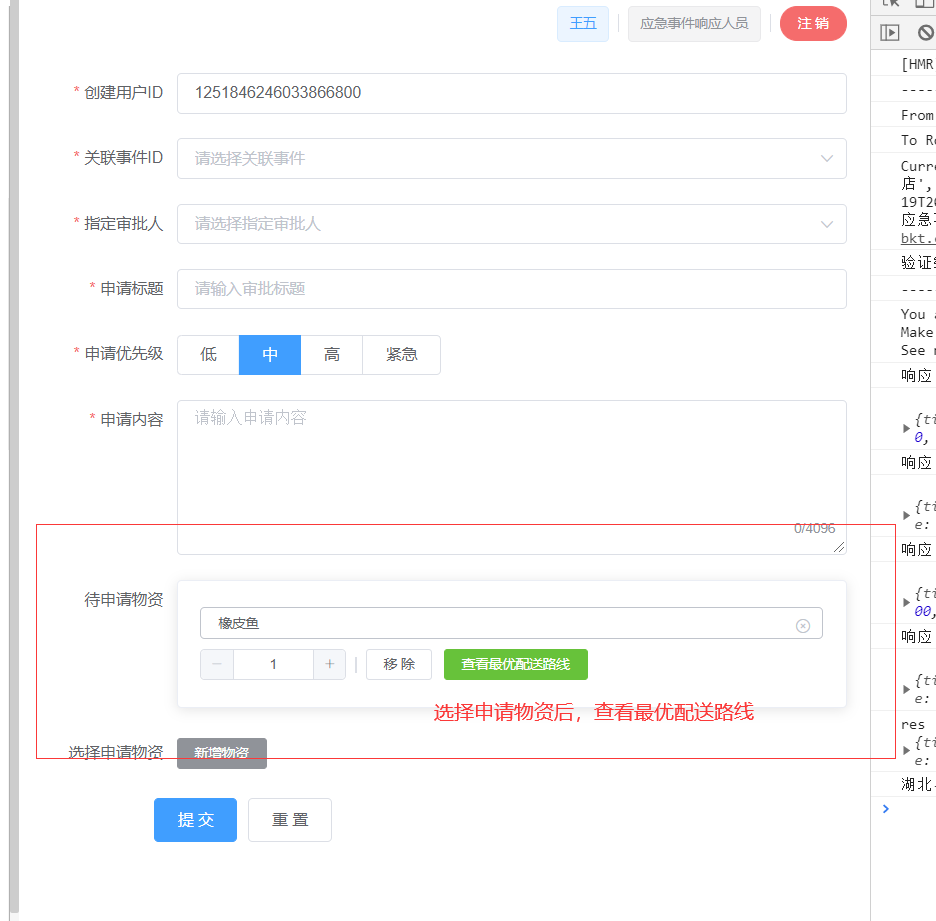 王五 应急事件响应人员 注 销
* 创建用户ID 1251846246033866800
* 关联事件ID 请选择关联事件
* 指定审批人 请选择指定审批人
* 申请标题 请输入审批标题
* 申请优先级 低 中 高 紧急
* 申请内容 请输入申请内容
0/4096
待申请物资 橡皮鱼
− 1 + 移 除 查看最优配送路线
选择申请物资后，查看最优配送路线
选择申请物资 新增物资
提 交 重 置
[HMR
----
From
To R
Curre
店',
19T2
应急
bkt.
验证
----
You a
Make
See
响应
{ti
0,
响应
{ti
e:
响应
{ti
00,
响应
{ti
e:
res
{ti
e:
湖北